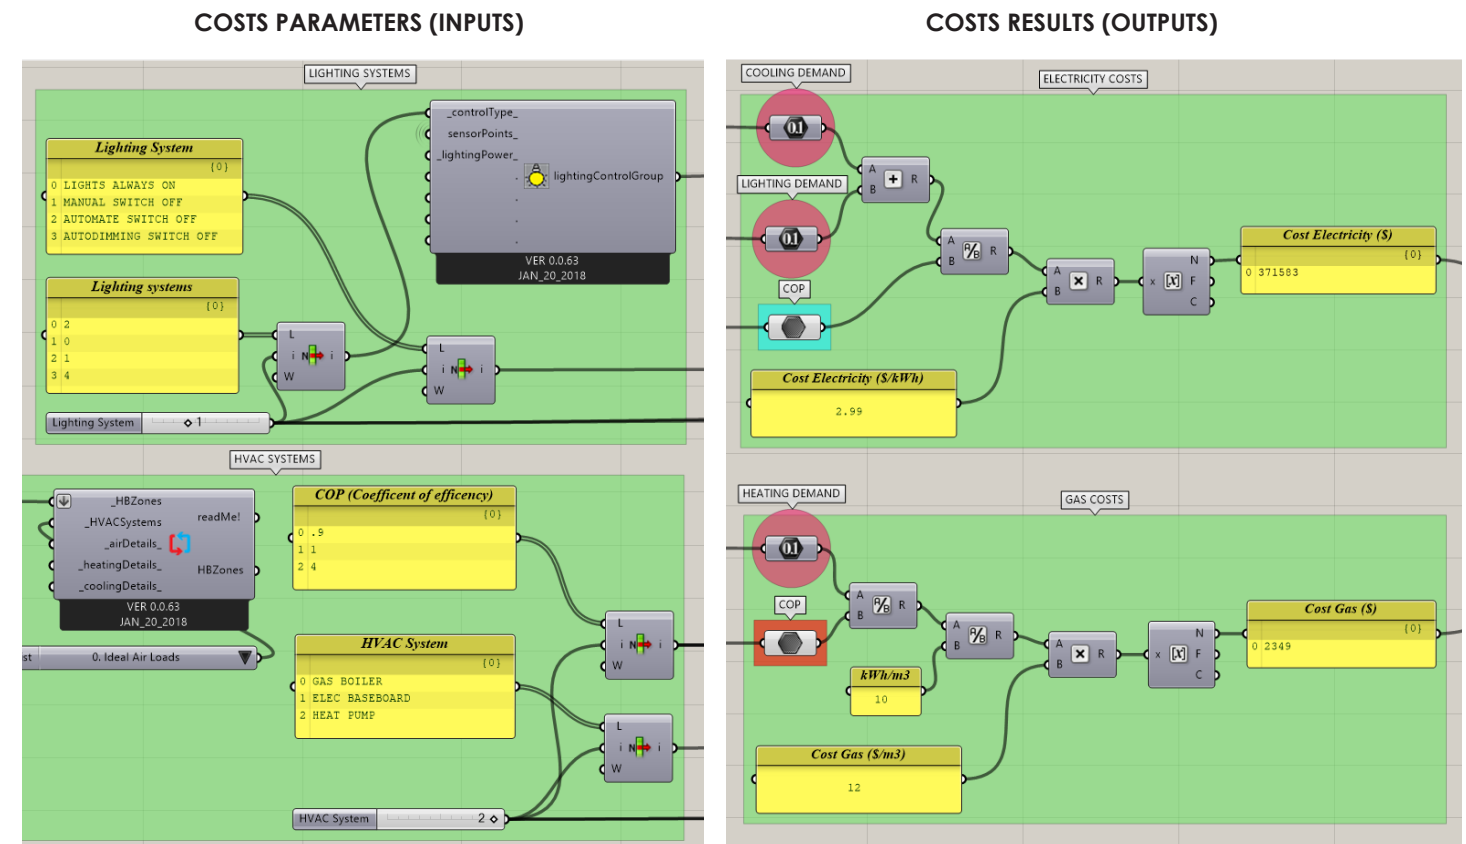 COSTS PARAMETERS (INPUTS)
LIGHTING SYSTEMS
Lighting System
{0}
0 LIGHTS ALWAYS ON
1 MANUAL SWITCH OFF
2 AUTOMATE SWITCH OFF
3 AUTODIMMING SWITCH OFF
_controlType_
sensorPoints_
_lightingPower_
lightingControlGroup
VER 0.0.63
JAN_20_2018
Lighting systems
{0}
0 2
1 0
2 1
3 4
L
i N i
W
L
i N i
W
Lighting System 1
HVAC SYSTEMS
_HBZones
_HVACSystems
_airDetails_
_heatingDetails_
_coolingDetails_
readMe!
HBZones
VER 0.0.63
JAN_20_2018
st 0. Ideal Air Loads
COP (Coefficent of efficency)
{0}
0 .9
1 1
2 4
HVAC System
{0}
0 GAS BOILER
1 ELEC BASEBOARD
2 HEAT PUMP
L
i N i
W
L
i N i
W
HVAC System 2
COSTS RESULTS (OUTPUTS)
COOLING DEMAND
ELECTRICITY COSTS
0.1
LIGHTING DEMAND
0.1
COP
A
B
+ R
A
B
A/B R
A
B
× R
x [x]
N
F
C
Cost Electricity ($)
{0}
0 371583
Cost Electricity ($/kWh)
2.99
HEATING DEMAND
GAS COSTS
0.1
COP
A
B
A/B R
A
B
A/B R
A
B
× R
x [x]
N
F
C
kWh/m3
10
Cost Gas ($)
{0}
0 2349
Cost Gas ($/m3)
12